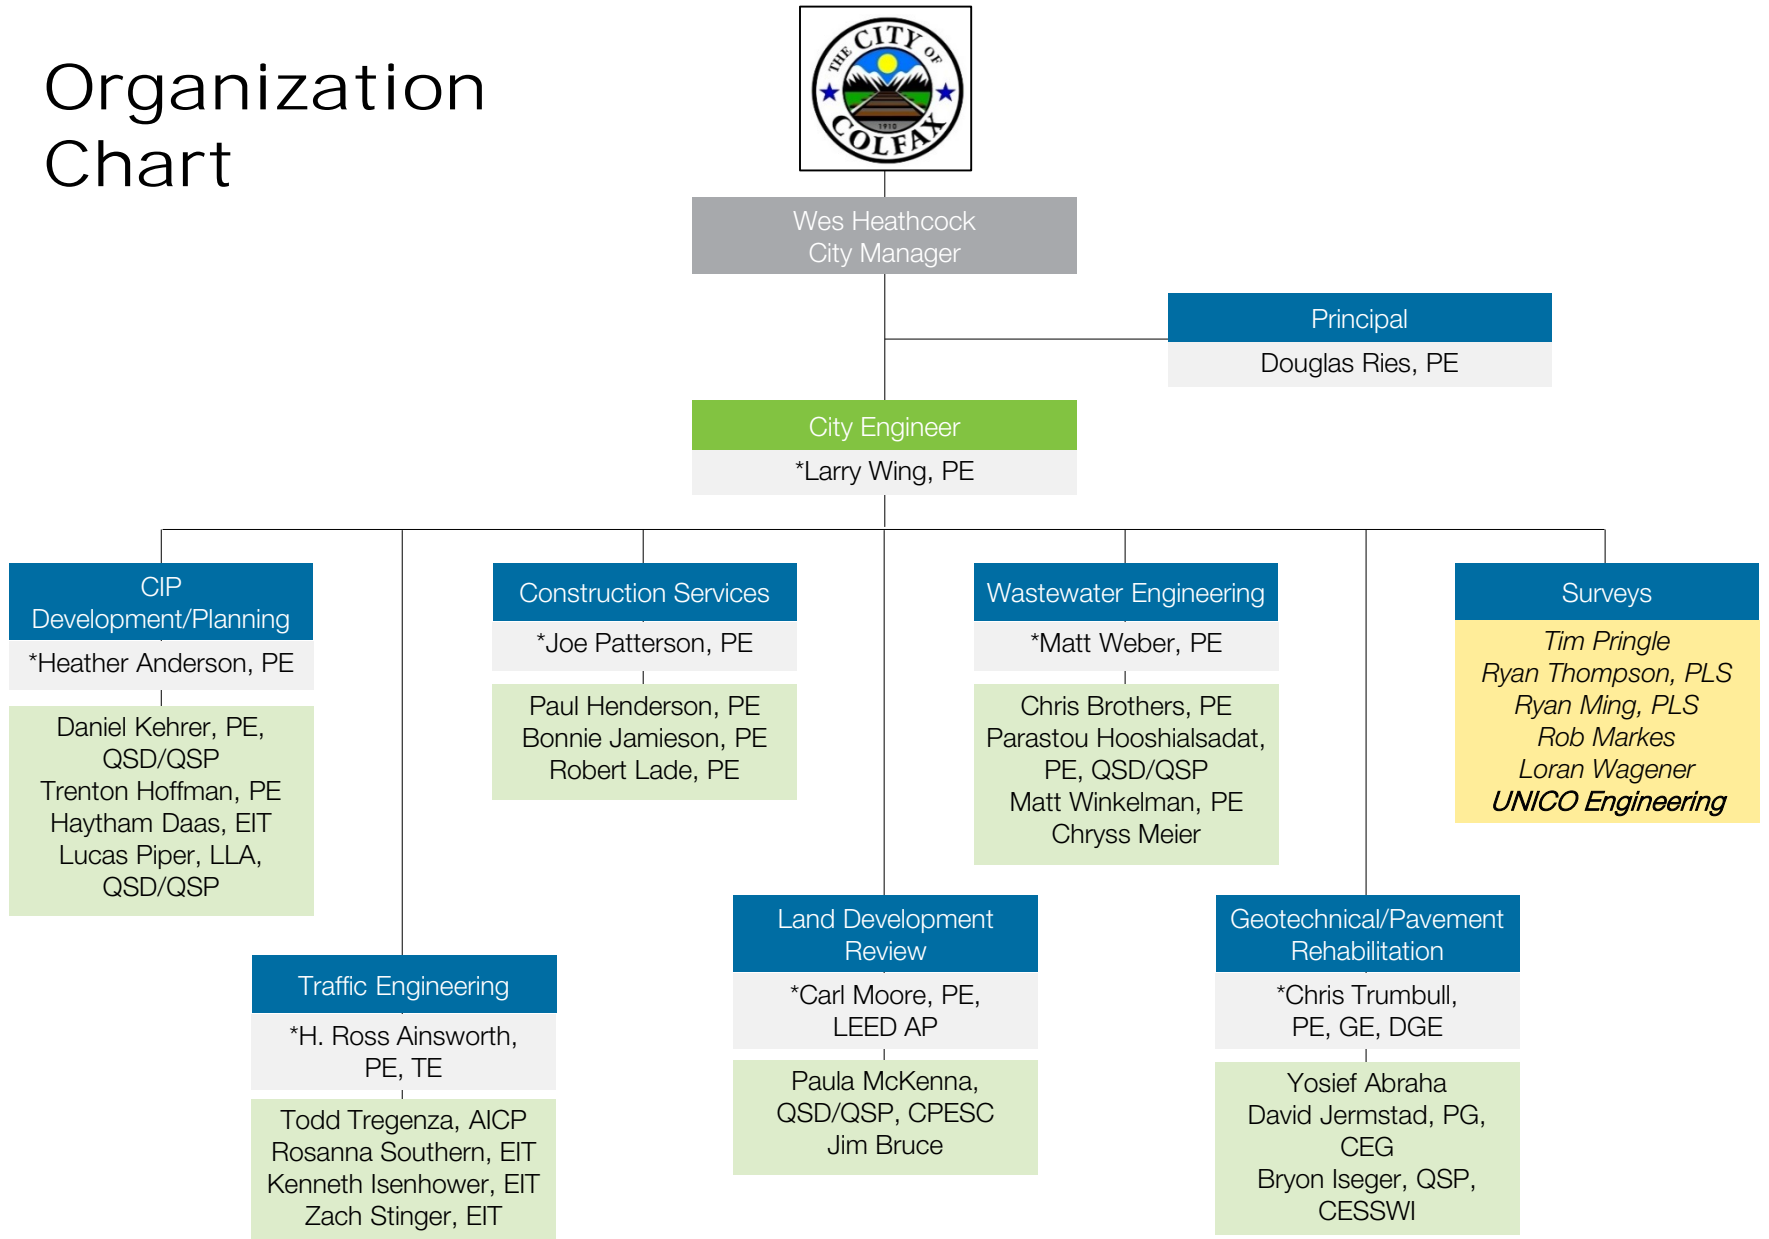 Organization
Chart
THE CITY OF
1910
COLFAX
Wes Heathcock
City Manager
Principal
Douglas Ries, PE
City Engineer
*Larry Wing, PE
CIP
Development/Planning
*Heather Anderson, PE
Daniel Kehrer, PE,
QSD/QSP
Trenton Hoffman, PE
Haytham Daas, EIT
Lucas Piper, LLA,
QSD/QSP
Traffic Engineering
*H. Ross Ainsworth,
PE, TE
Todd Tregenza, AICP
Rosanna Southern, EIT
Kenneth Isenhower, EIT
Zach Stinger, EIT
Construction Services
*Joe Patterson, PE
Paul Henderson, PE
Bonnie Jamieson, PE
Robert Lade, PE
Land Development
Review
*Carl Moore, PE,
LEED AP
Paula McKenna,
QSD/QSP, CPESC
Jim Bruce
Wastewater Engineering
*Matt Weber, PE
Chris Brothers, PE
Parastou Hooshialsadat,
PE, QSD/QSP
Matt Winkelman, PE
Chryss Meier
Geotechnical/Pavement
Rehabilitation
*Chris Trumbull,
PE, GE, DGE
Yosief Abraha
David Jermstad, PG,
CEG
Bryon Iseger, QSP,
CESSWI
Surveys
Tim Pringle
Ryan Thompson, PLS
Ryan Ming, PLS
Rob Markes
Loran Wagener
UNICO Engineering